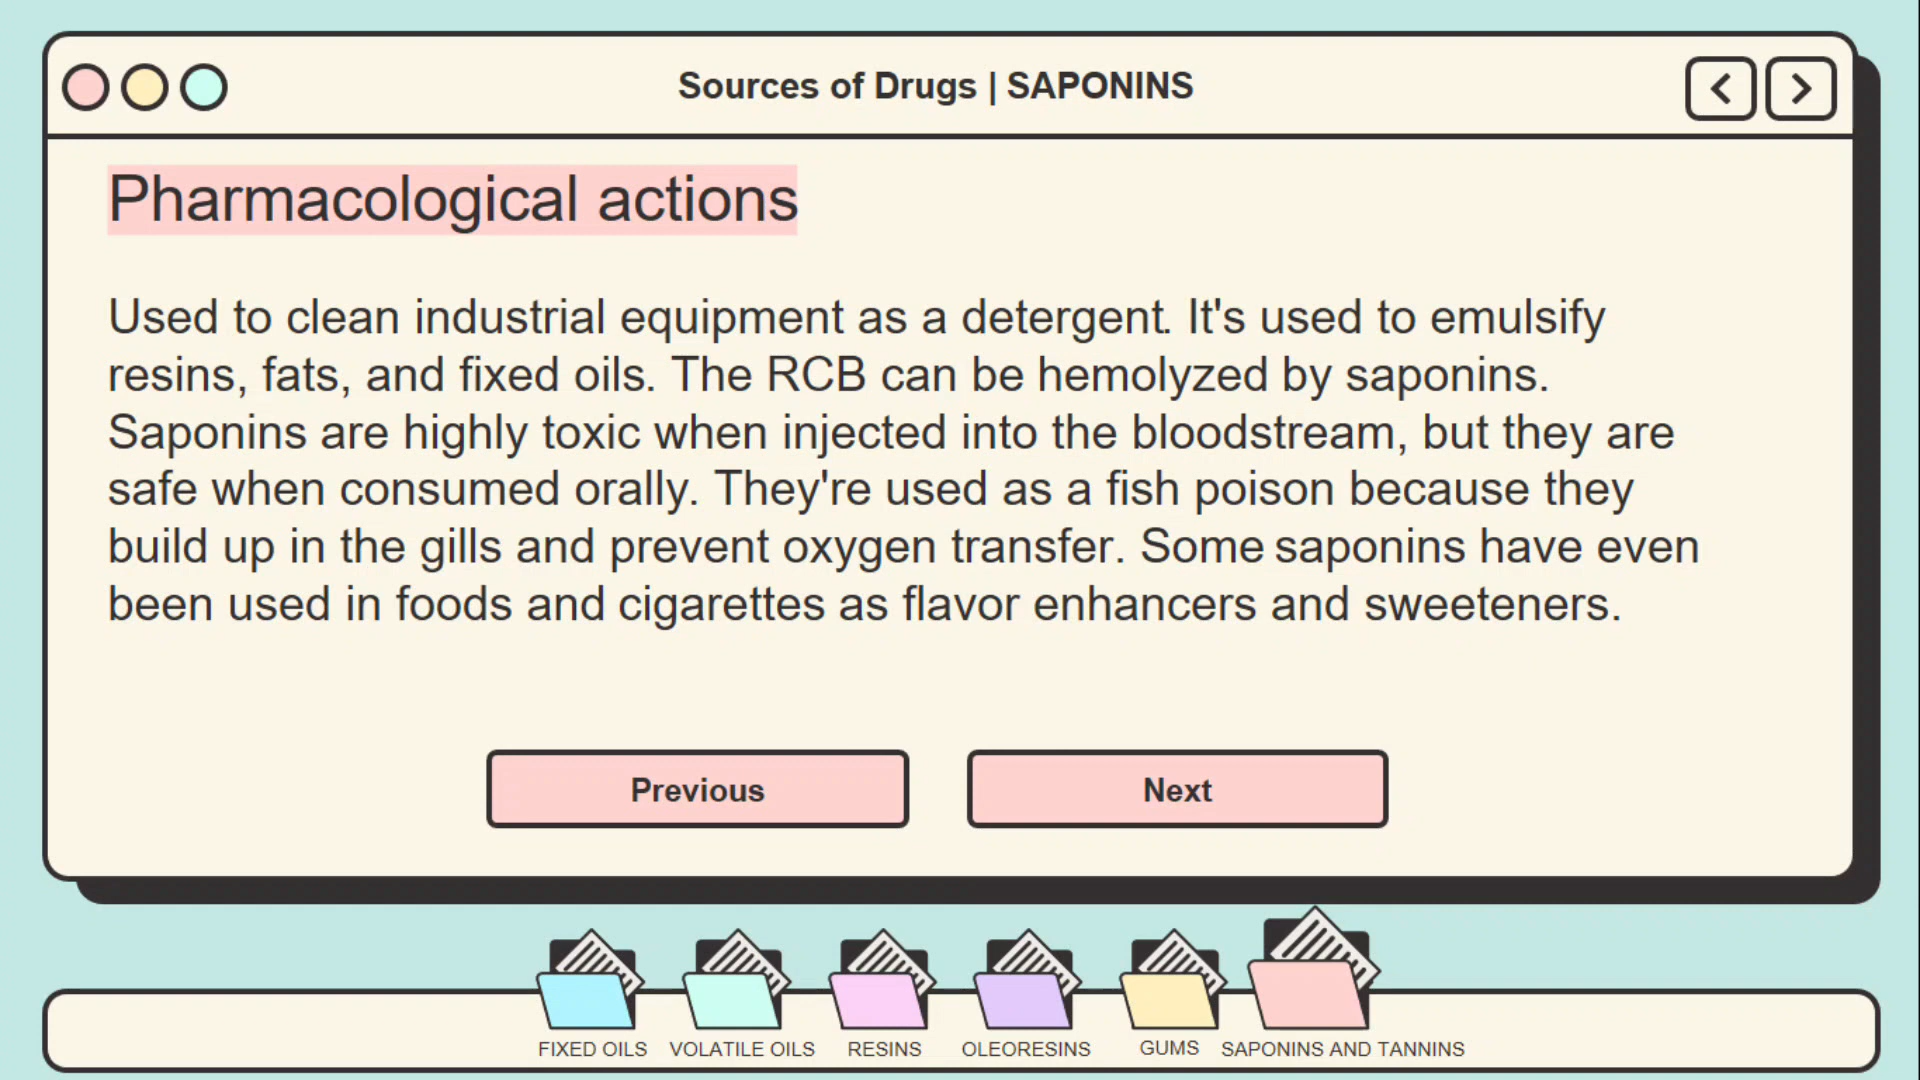 Sources of Drugs | SAPONINS
Pharmacological actions
Used to clean industrial equipment as a detergent. It's used to emulsify
resins, fats, and fixed oils. The RCB can be hemolyzed by saponins.
Saponins are highly toxic when injected into the bloodstream, but they are
safe when consumed orally. They're used as a fish poison because they
build up in the gills and prevent oxygen transfer. Some saponins have even
been used in foods and cigarettes as flavor enhancers and sweeteners.
Previous
Next
FIXED OILS
VOLATILE OILS
RESINS
OLEORESINS
GUMS
SAPONINS AND TANNINS